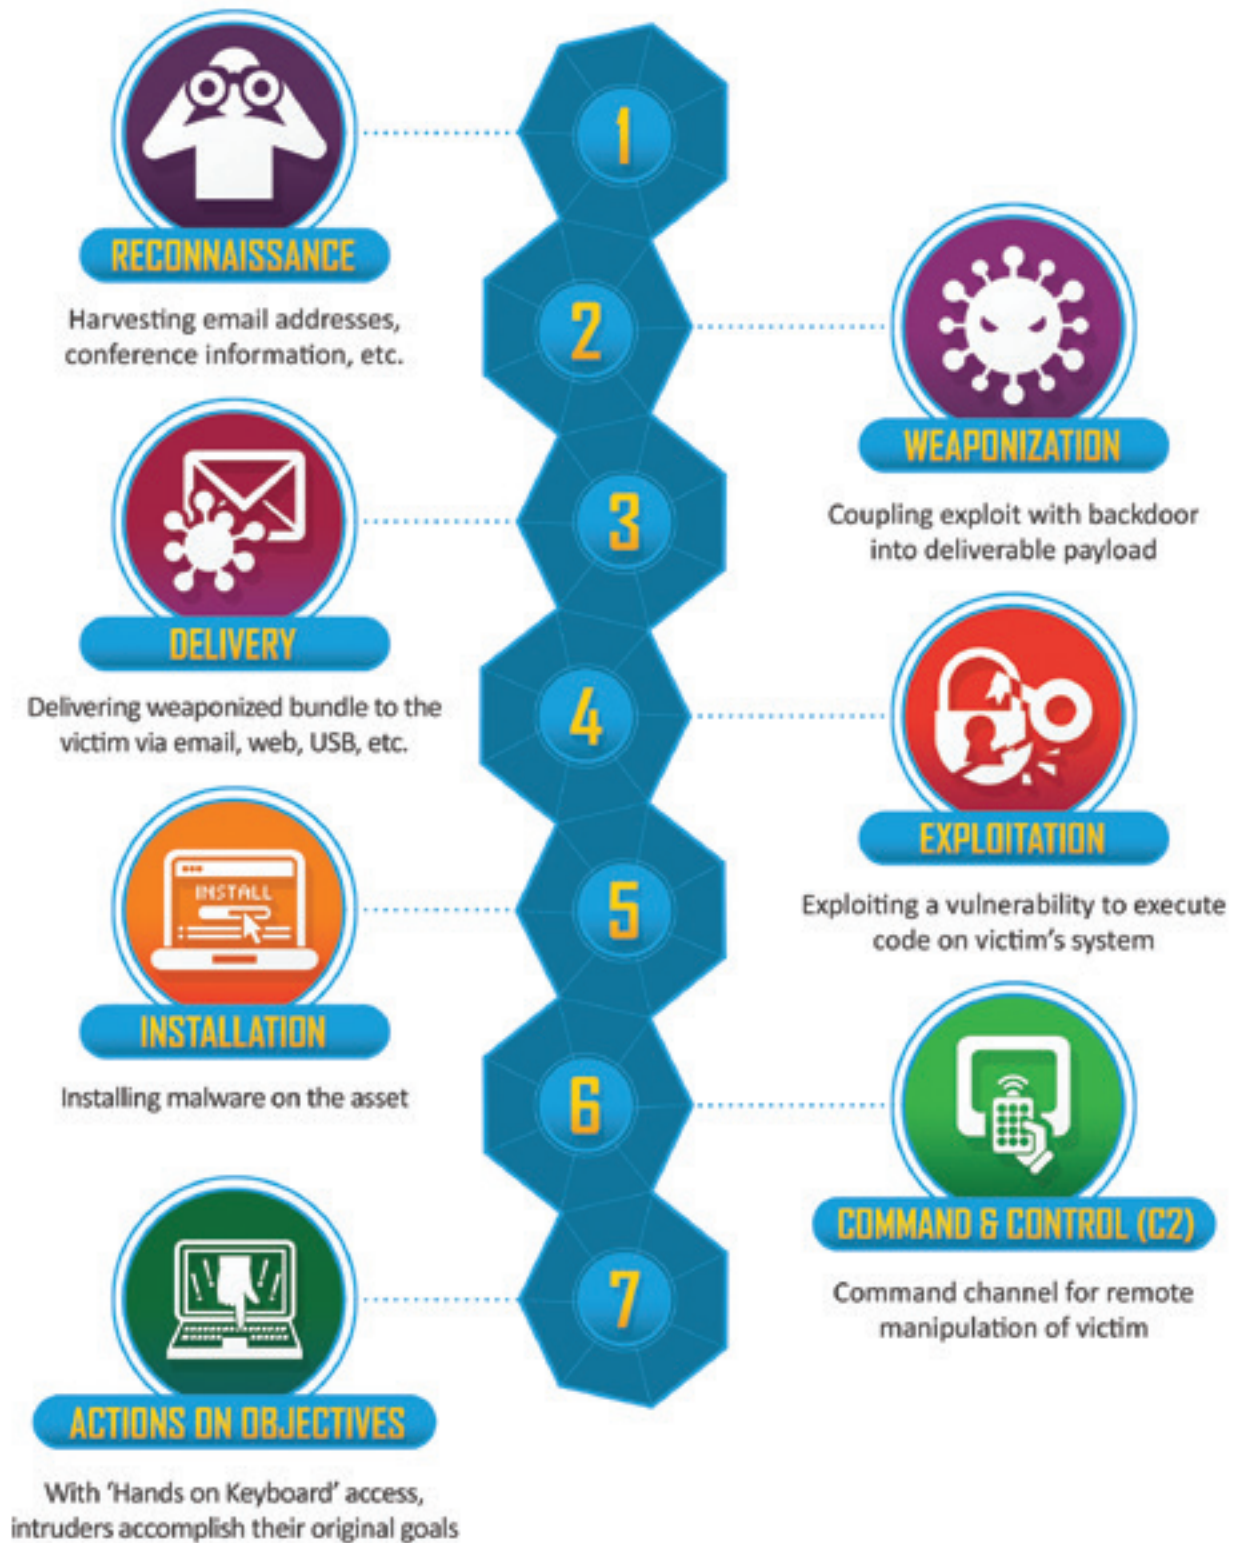 1
RECONNAISSANCE
Harvesting email addresses,
conference information, etc.
2
WEAPONIZATION
Coupling exploit with backdoor
into deliverable payload
3
DELIVERY
Delivering weaponized bundle to the
victim via email, web, USB, etc.
4
EXPLOITATION
Exploiting a vulnerability to execute
code on victim's system
5
INSTALL
INSTALLATION
Installing malware on the asset
6
COMMAND & CONTROL (C2)
Command channel for remote
manipulation of victim
7
ACTIONS ON OBJECTIVES
With ‘Hands on Keyboard’ access,
intruders accomplish their original goals